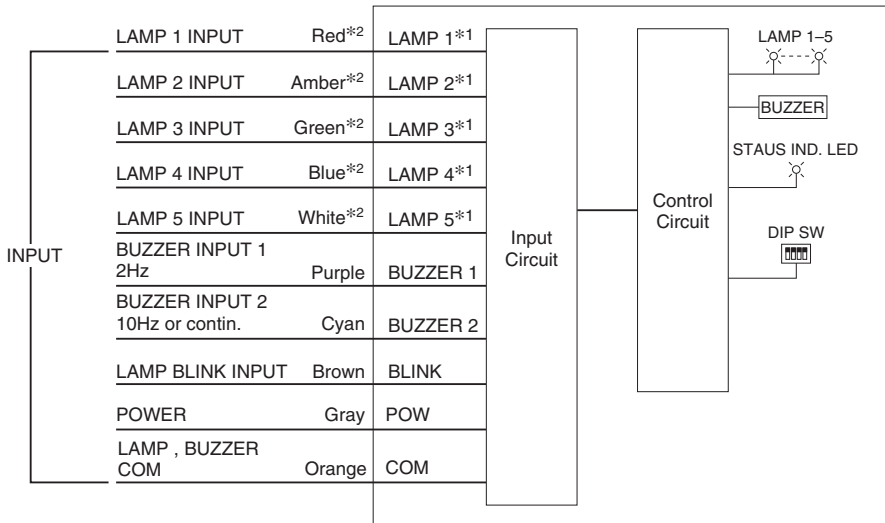 LAMP 1 INPUT Red*2 LAMP 1*1
LAMP 2 INPUT Amber*2 LAMP 2*1
LAMP 3 INPUT Green*2 LAMP 3*1
LAMP 4 INPUT Blue*2 LAMP 4*1
LAMP 5 INPUT White*2 LAMP 5*1
INPUT
BUZZER INPUT 1
2Hz Purple BUZZER 1
BUZZER INPUT 2
10Hz or contin. Cyan BUZZER 2
LAMP BLINK INPUT Brown BLINK
POWER Gray POW
LAMP , BUZZER
COM Orange COM
Input
Circuit
Control
Circuit
LAMP 1–5
BUZZER
STAUS IND. LED
DIP SW